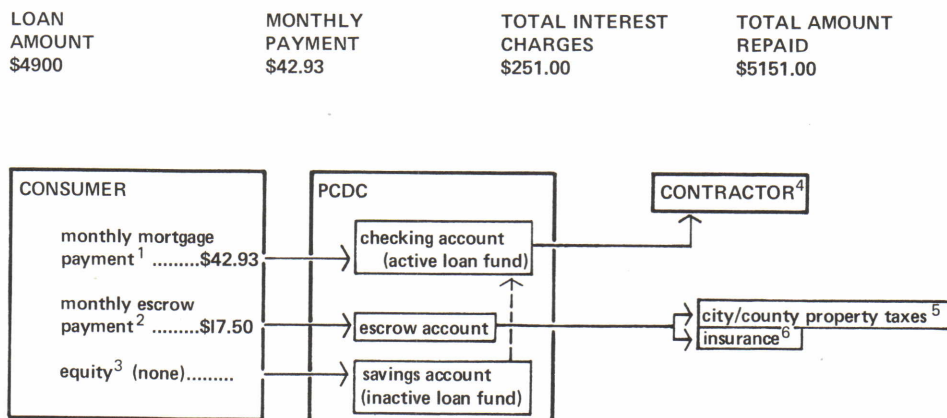 LOAN AMOUNT $4900
MONTHLY PAYMENT $42.93
TOTAL INTEREST CHARGES $251.00
TOTAL AMOUNT REPAID $5151.00
CONSUMER
monthly mortgage
payment1 .........$42.93
monthly escrow
payment2 .........$17.50
equity3 (none).........
PCDC
checking account
(active loan fund)
escrow account
savings account
(inactive loan fund)
CONTRACTOR4
city/county property taxes5
insurance6